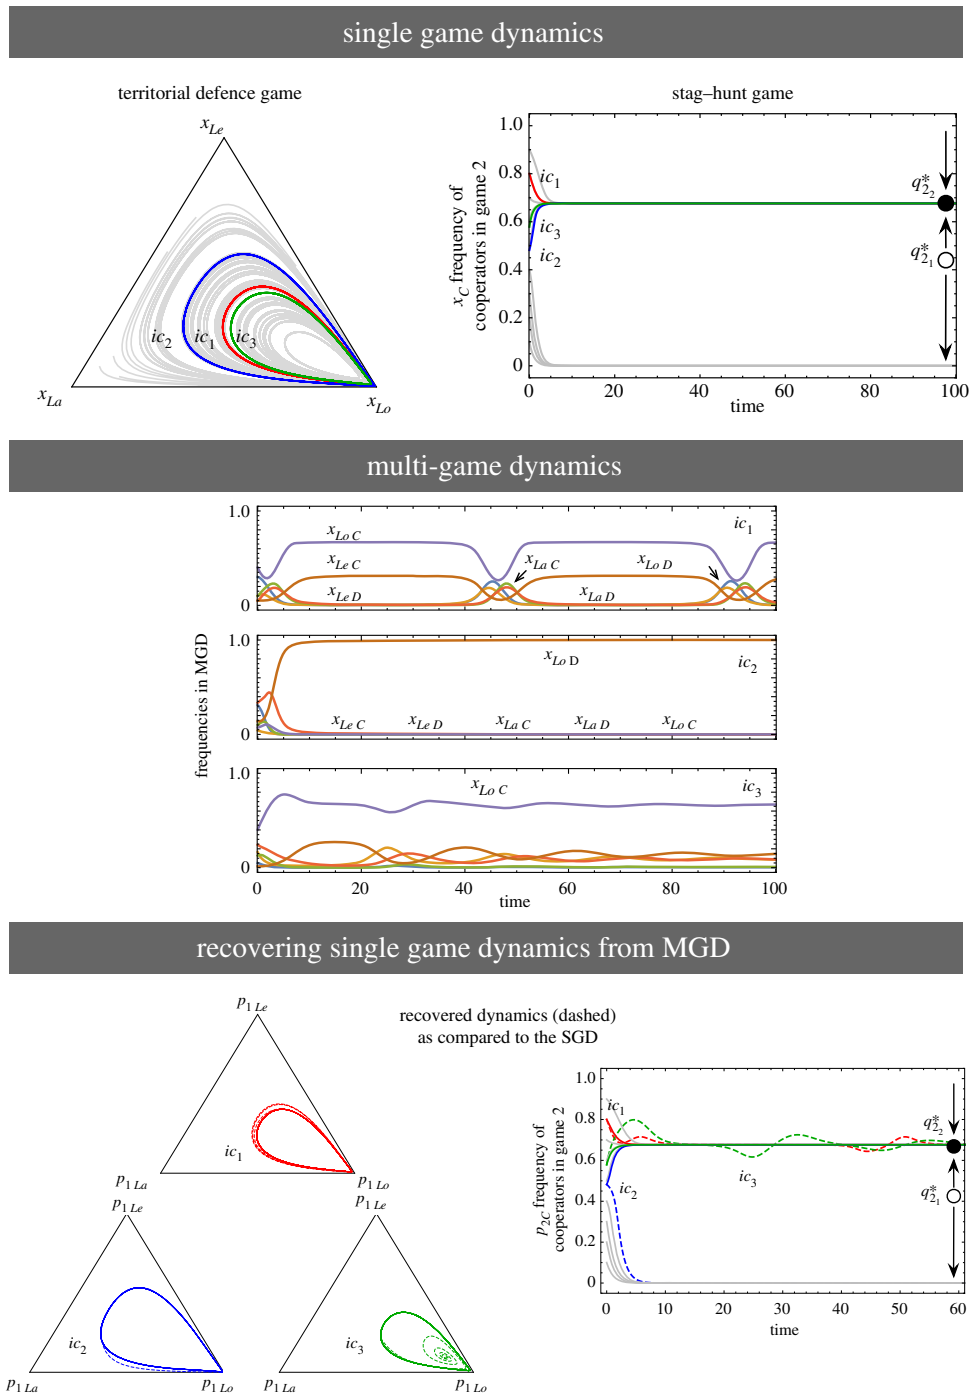 single game dynamics
territorial defence game
x_Le
ic_2 ic_1 ic_3
x_La
x_Lo
stag–hunt game
x_C frequency of
cooperators in game 2
1.0
0.8
0.6
0.4
0.2
0
ic_1
ic_3
ic_2
q*_2_2
q*_2_1
0 20 40 60 80 100
time
multi-game dynamics
frequencies in MGD
1.0
0
x_Lo C
x_Le C
x_Le D
x_La C
x_Lo D
x_La D
ic_1
1.0
0
x_Lo D
ic_2
x_Le C x_Le D x_La C x_La D x_Lo C
1.0
0
x_Lo C
ic_3
0 20 40 60 80 100
time
recovering single game dynamics from MGD
p_1 Le
ic_1
p_1 La
p_1 Lo
recovered dynamics (dashed)
as compared to the SGD
p_1 Le
ic_2
p_1 La
p_1 Lo
p_1 Le
ic_3
p_1 La
p_1 Lo
p_2C frequency of
cooperators in game 2
1.0
0.8
0.6
0.4
0.2
0
ic_1
ic_2
ic_3
q*_2_2
q*_2_1
0 10 20 30 40 50 60
time